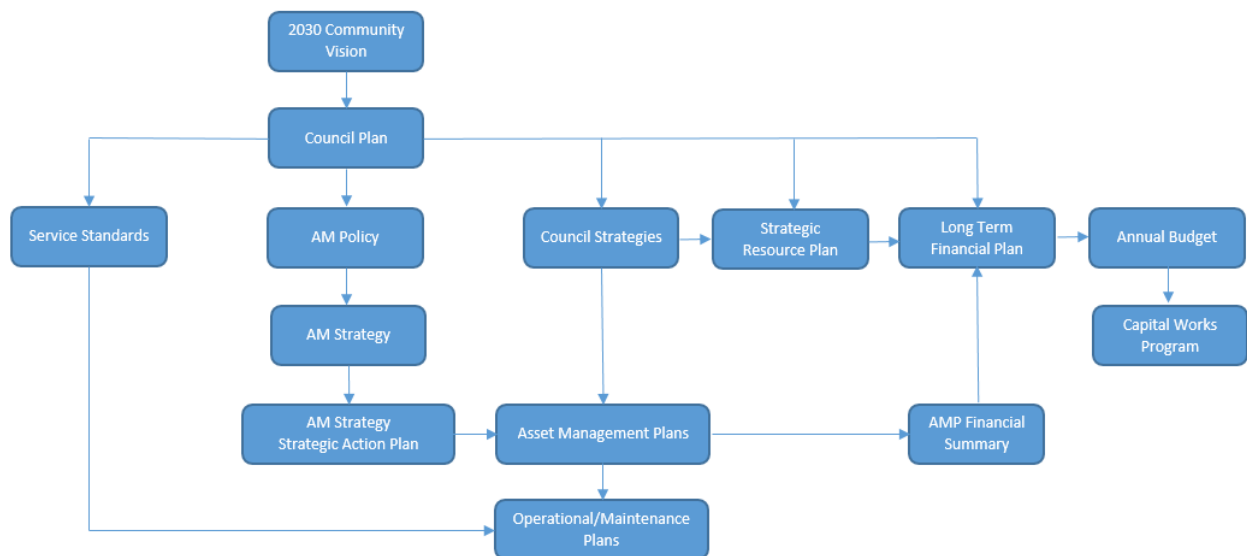 2030 Community
Vision
Council Plan
Service Standards
AM Policy
Council Strategies
Strategic
Resource Plan
Long Term
Financial Plan
Annual Budget
AM Strategy
Capital Works
Program
AM Strategy
Strategic Action Plan
Asset Management Plans
AMP Financial
Summary
Operational/Maintenance
Plans